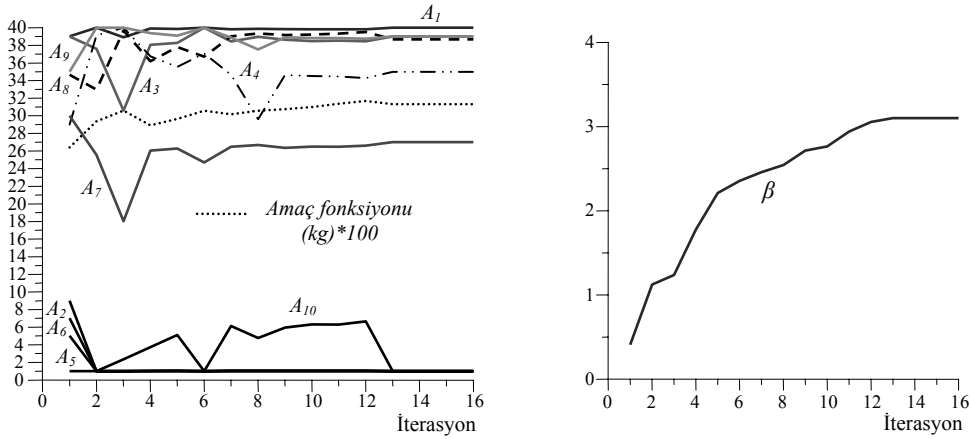 A1
40
38
36
34
32
30
28
26
24
22
20
18
16
14
12
10
8
6
4
2
0
A9
A8
A3
A4
A7
Amaç fonksiyonu
(kg)*100
A2
A6
A5
A10
0 2 4 6 8 10 12 14 16
İterasyon
4
3
2
1
0
β
0 2 4 6 8 10 12 14 16
İterasyon